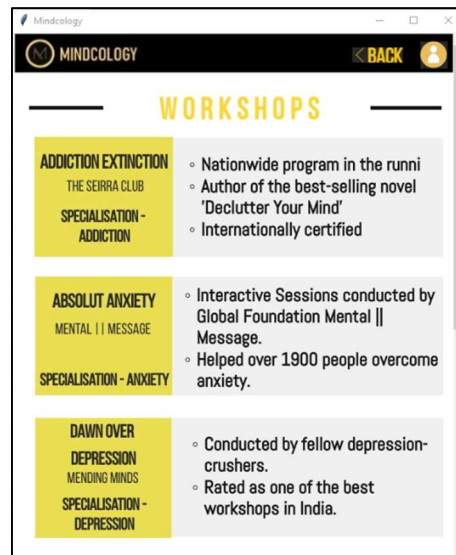 Mindcology
MINDCOLOGY
<BACK
WORKSHOPS
ADDICTION EXTINCTION
THE SEIRRA CLUB
SPECIALISATION -
ADDICTION
◦ Nationwide program in the runni
◦ Author of the best-selling novel
'Declutter Your Mind'
◦ Internationally certified
ABSOLUT ANXIETY
MENTAL || MESSAGE
SPECIALISATION - ANXIETY
◦ Interactive Sessions conducted by
Global Foundation Mental ||
Message.
◦ Helped over 1900 people overcome
anxiety.
DAWN OVER
DEPRESSION
MENDING MINDS
SPECIALISATION -
DEPRESSION
◦ Conducted by fellow depression-
crushers.
◦ Rated as one of the best
workshops in India.